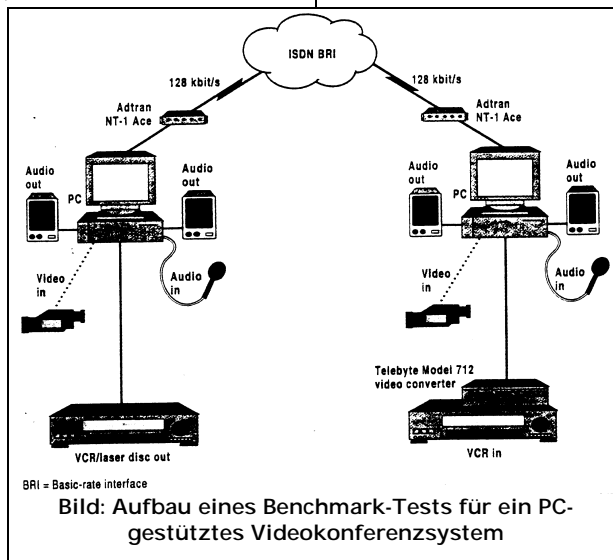 ISDN BRI
128 kbit/s
128 kbit/s
Adtran
NT-1 Ace
Adtran
NT-1 Ace
Audio
out
PC
Audio
out
Audio
out
PC
Audio
out
Video
in
Audio
in
Video
in
Audio
in
Telebyte Model 712
video converter
VCR/laser disc out
VCR in
BRI = Basic-rate interface
Bild: Aufbau eines Benchmark-Tests für ein PC-
gestütztes Videokonferenzsystem